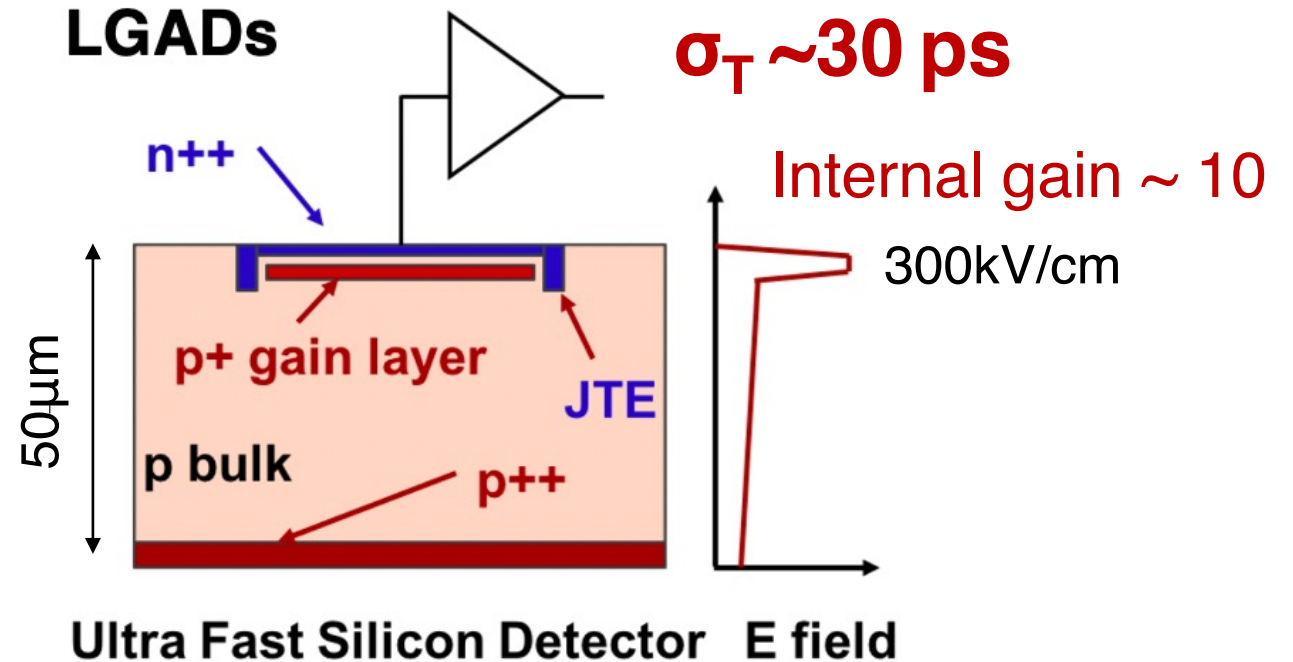 LGADs
σT ~30 ps
n++
Internal gain ~ 10
300kV/cm
p+ gain layer
JTE
50μm
p bulk
p++
Ultra Fast Silicon Detector
E field